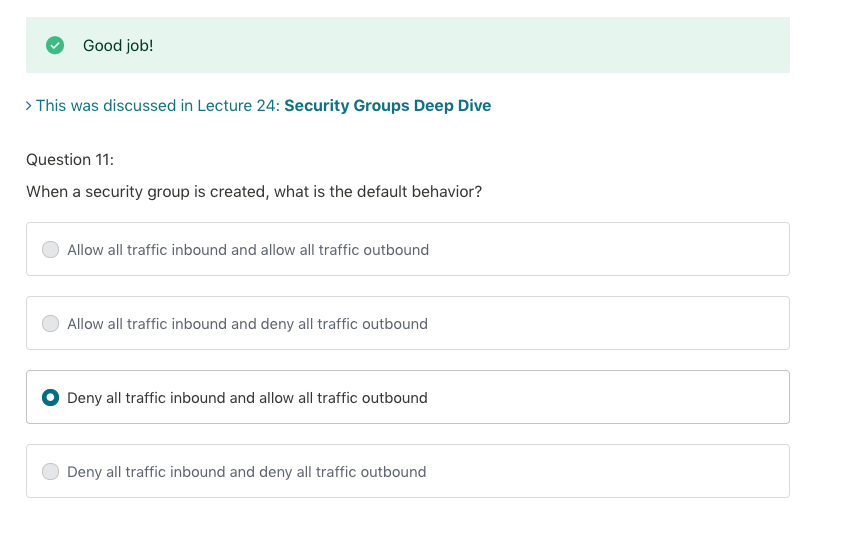 Good job!
> This was discussed in Lecture 24: Security Groups Deep Dive
Question 11:
When a security group is created, what is the default behavior?
Allow all traffic inbound and allow all traffic outbound
Allow all traffic inbound and deny all traffic outbound
Deny all traffic inbound and allow all traffic outbound
Deny all traffic inbound and deny all traffic outbound